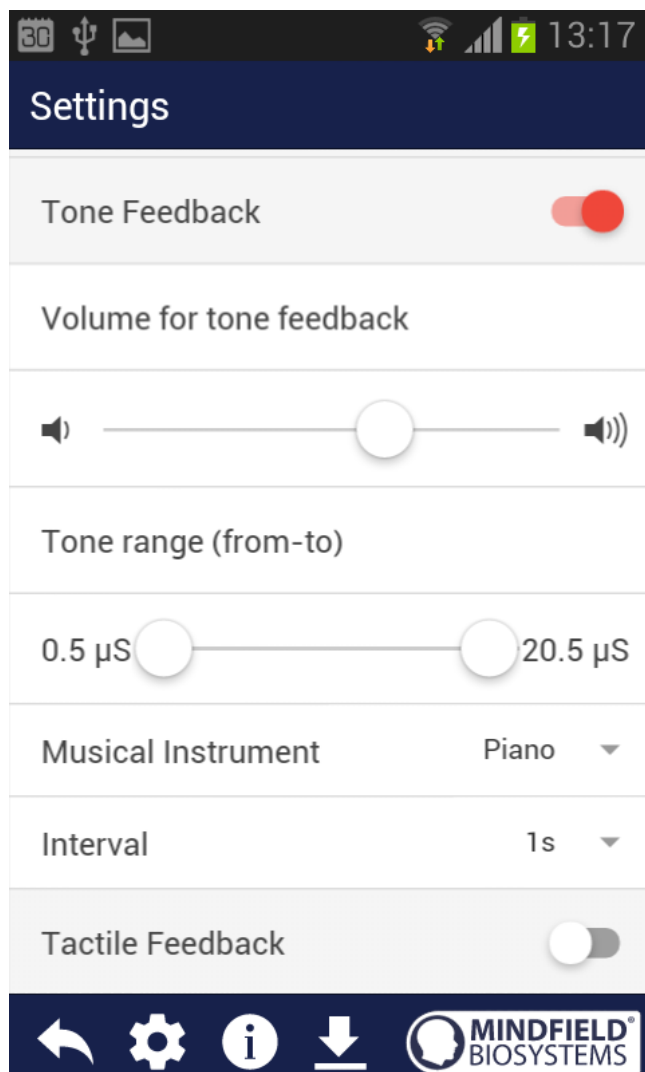 30 13:17
Settings
Tone Feedback
Volume for tone feedback
Tone range (from-to)
0.5 µS 20.5 µS
Musical Instrument Piano
Interval 1s
Tactile Feedback
i MINDFIELD®
BIOSYSTEMS